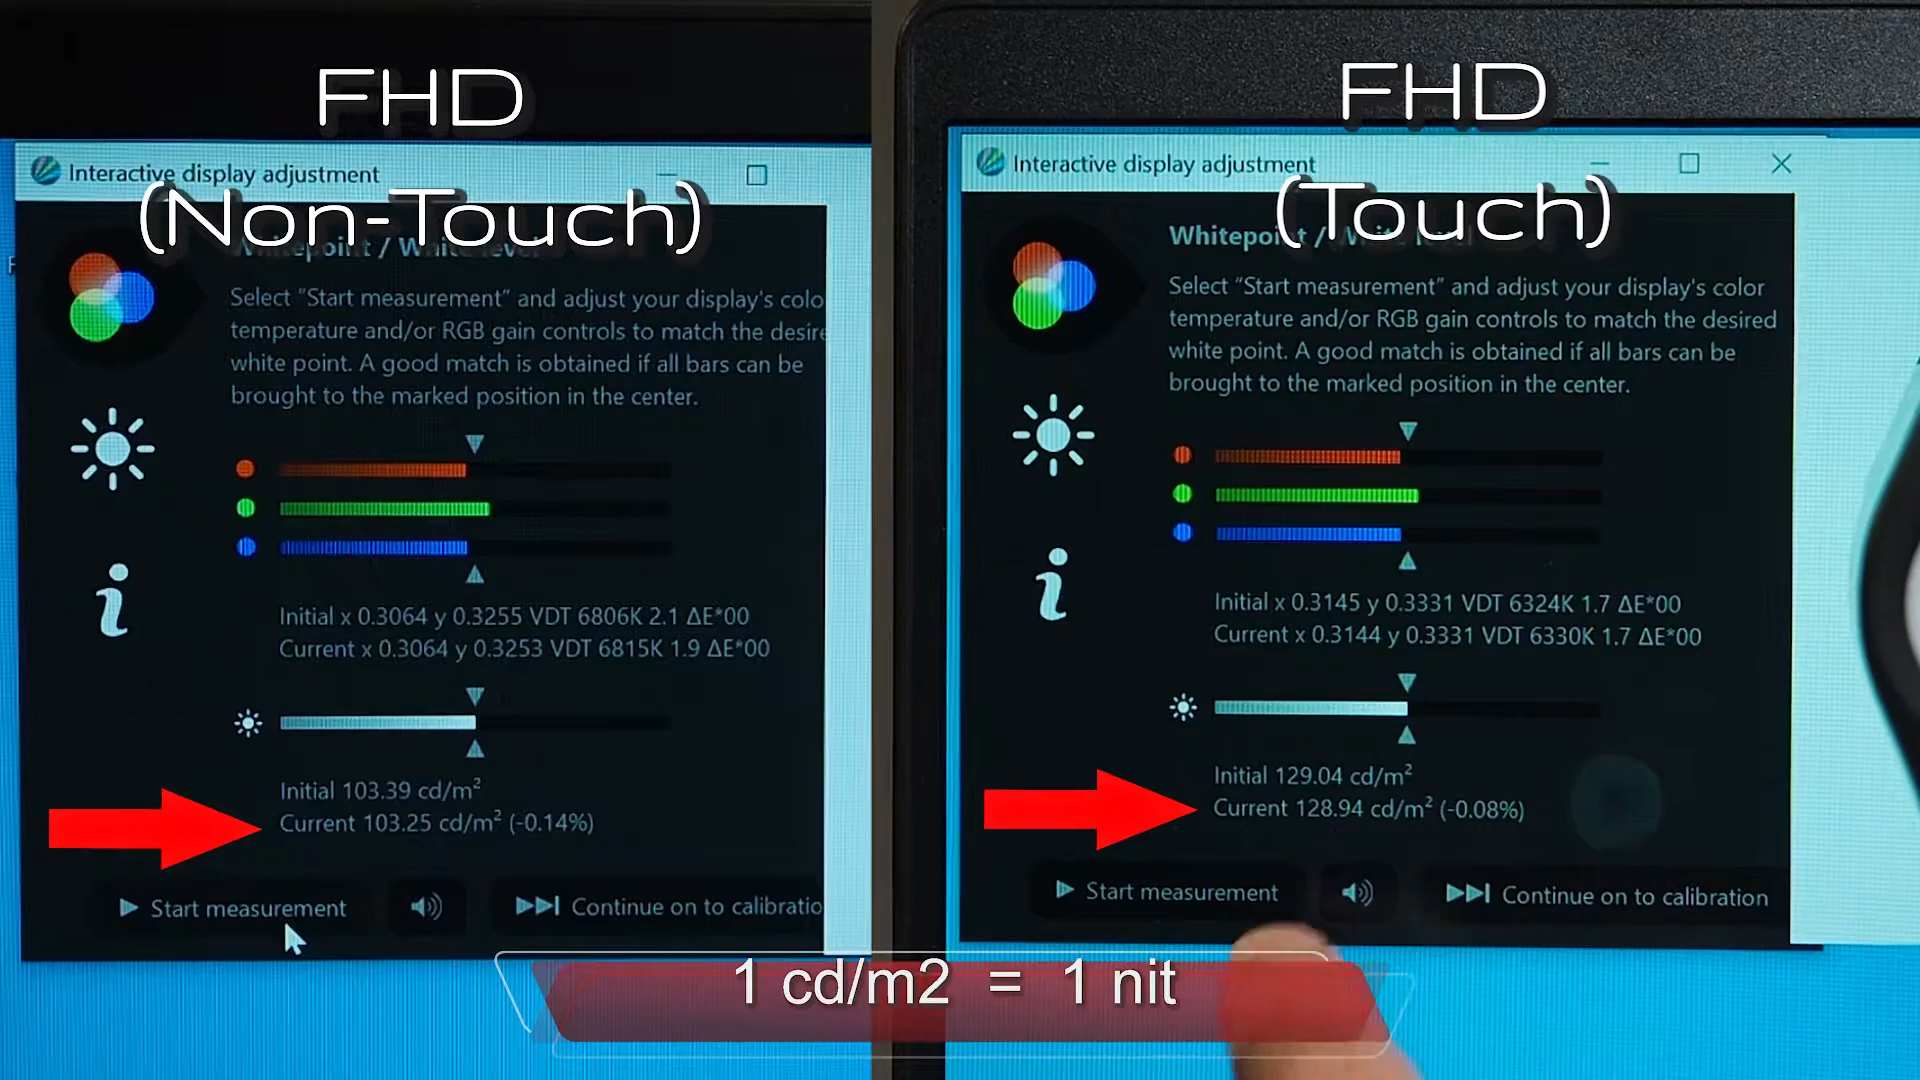 FHD
(Non-Touch)
Interactive display adjustment
Whitepoint / White level
Select "Start measurement" and adjust your display's colo
temperature and/or RGB gain controls to match the desire
white point. A good match is obtained if all bars can be
brought to the marked position in the center.
Initial x 0.3064 y 0.3255 VDT 6806K 2.1 ΔE*00
Current x 0.3064 y 0.3253 VDT 6815K 1.9 ΔE*00
Initial 103.39 cd/m²
Current 103.25 cd/m² (-0.14%)
Start measurement
Continue on to calibratio
FHD
(Touch)
Interactive display adjustment
Whitepoint / White level
Select "Start measurement" and adjust your display's color
temperature and/or RGB gain controls to match the desired
white point. A good match is obtained if all bars can be
brought to the marked position in the center.
Initial x 0.3145 y 0.3331 VDT 6324K 1.7 ΔE*00
Current x 0.3144 y 0.3331 VDT 6330K 1.7 ΔE*00
Initial 129.04 cd/m²
Current 128.94 cd/m² (-0.08%)
Start measurement
Continue on to calibration
1 cd/m2 = 1 nit